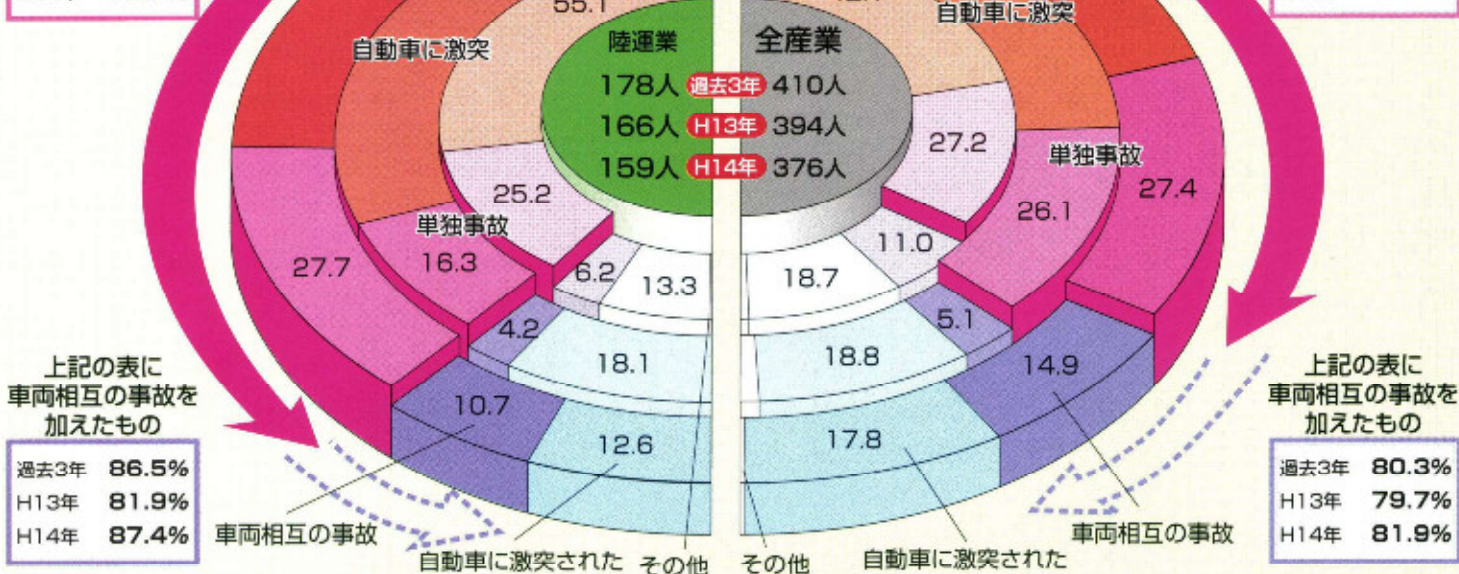 55.1
自動車に激突
自動車に激突
陸運業
全産業
178人 過去3年 410人
166人 H13年 394人
159人 H14年 376人
27.2
単独事故
27.4
25.2
26.1
単独事故
11.0
27.7
16.3
6.2
13.3
18.7
4.2
5.1
18.1
18.8
14.9
10.7
12.6
17.8
上記の表に
車両相互の事故を
加えたもの
過去3年 86.5%
H13年 81.9%
H14年 87.4%
上記の表に
車両相互の事故を
加えたもの
過去3年 80.3%
H13年 79.7%
H14年 81.9%
車両相互の事故
自動車に激突された
その他
その他
自動車に激突された
車両相互の事故